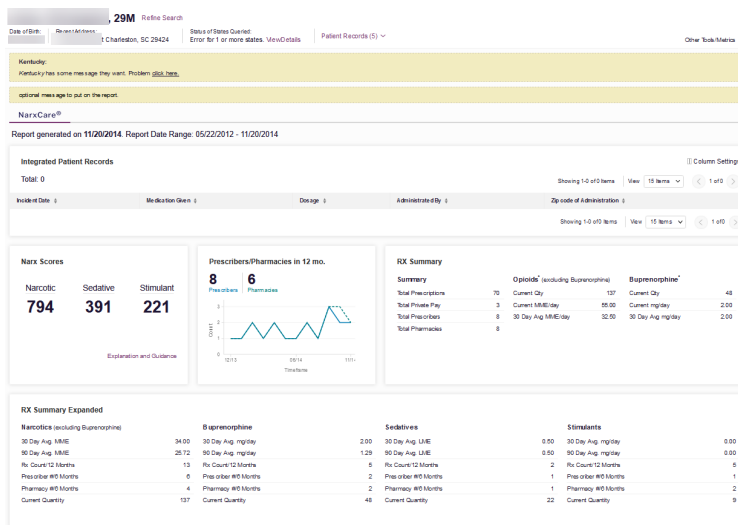 , 29M Refine Search
Date of Birth: Recent Address: Status of States Queried: Patient Records (5)
t Charleston, SC 29424 Error for 1 or more states. ViewDetails
Other Tools/Metrics
Kentucky:
Kentucky has some message they want. Problem click here.
optional message to put on the report.
NarxCare®
Report generated on 11/20/2014. Report Date Range: 05/22/2012 - 11/20/2014
Integrated Patient Records Column Settings
Total: 0
Showing 1-0 of 0 Items View 15 Items 1 of 0
Incident Date Medication Given Dosage Administrated By Zip code of Administration
Showing 1-0 of 0 Items View 15 Items 1 of 0
Narx Scores
Narcotic Sedative Stimulant
794 391 221
Explanation and Guidance
Prescribers/Pharmacies in 12 mo.
8 6
Prescribers Pharmacies
3
2
1
0
Count
12/13 06/14 11/1
Timeframe
RX Summary
Summary Opioids* (excluding Buprenorphine) Buprenorphine*
Total Prescriptions 70 Current Qty 137 Current Qty 48
Total Private Pay 3 Current MME/day 55.00 Current mg/day 2.00
Total Prescribers 8 30 Day Avg MME/day 32.50 30 Day Avg mg/day 2.00
Total Pharmacies 8
RX Summary Expanded
Narcotics (excluding Buprenorphine) Buprenorphine Sedatives Stimulants
30 Day Avg. MME 34.00 30 Day Avg. mg/day 2.00 30 Day Avg. LME 0.50 30 Day Avg. mg/day 0.00
90 Day Avg. MME 25.72 90 Day Avg. mg/day 1.29 90 Day Avg. LME 0.50 90 Day Avg. mg/day 0.00
Rx Count/12 Months 13 Rx Count/12 Months 5 Rx Count/12 Months 2 Rx Count/12 Months 5
Prescriber #/6 Months 6 Prescriber #/6 Months 2 Prescriber #/6 Months 1 Prescriber #/6 Months 1
Pharmacy #/6 Months 4 Pharmacy #/6 Months 2 Pharmacy #/6 Months 1 Pharmacy #/6 Months 2
Current Quantity 137 Current Quantity 48 Current Quantity 22 Current Quantity 9